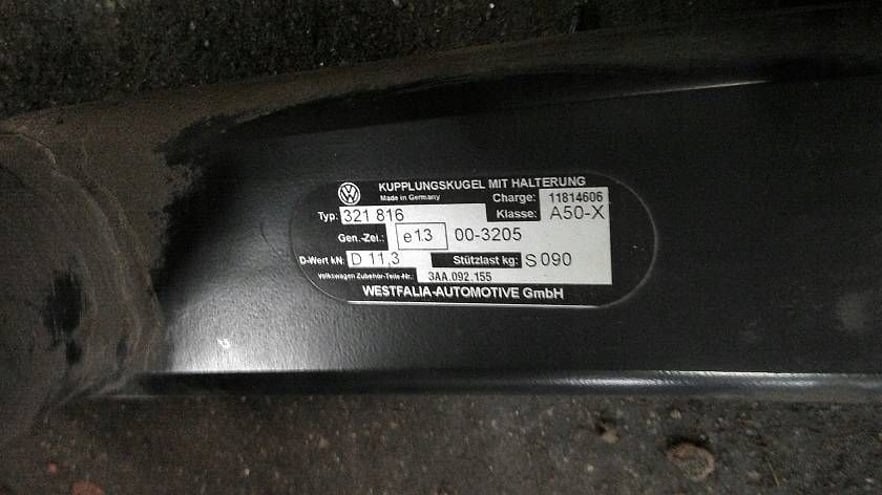 KUPPLUNGSKUGEL MIT HALTERUNG
Made in Germany Charge: 11814606
Typ: 321 816 Klasse: A50-X
Gen.-Zei.: e13 00-3205
D-Wert kN: D 11,3 Stützlast kg: S 090
Volkswagen Zubehör-Teile-Nr.: 3AA.092.155
WESTFALIA-AUTOMOTIVE GmbH